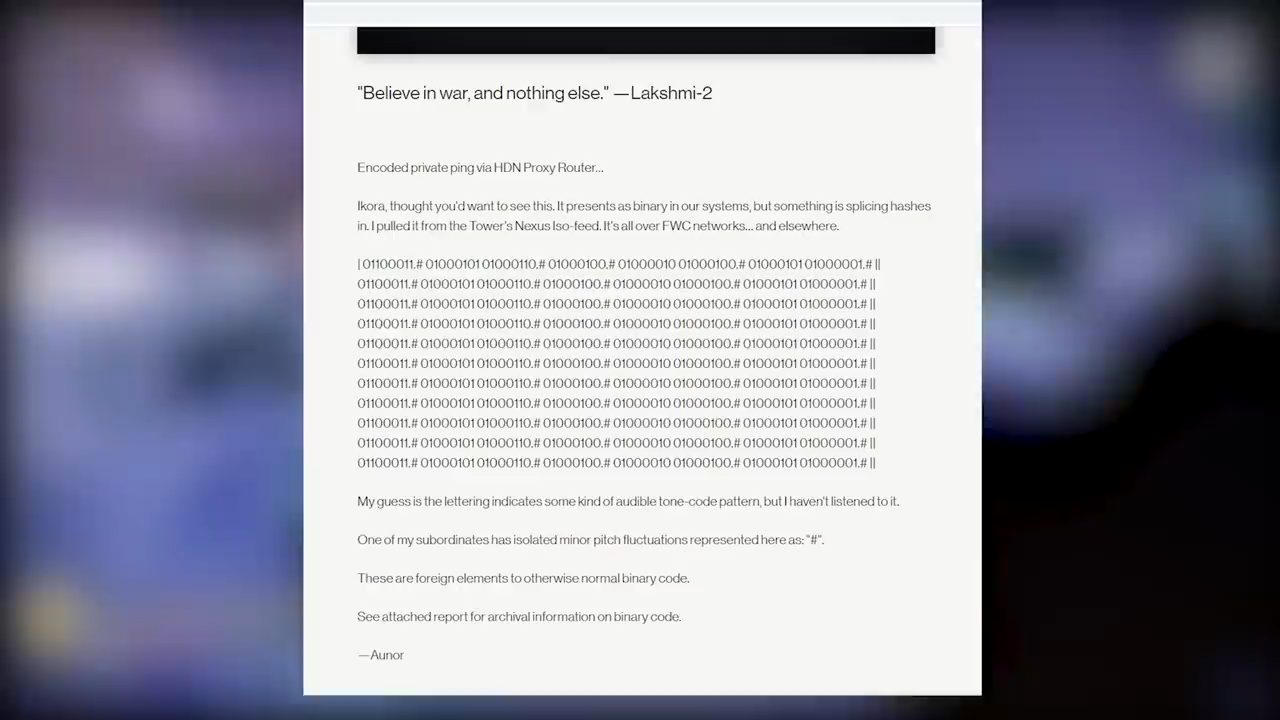 "Believe in war, and nothing else." —Lakshmi-2
Encoded private ping via HDN Proxy Router...
Ikora, thought you'd want to see this. It presents as binary in our systems, but something is splicing hashes
in. I pulled it from the Tower's Nexus Iso-feed. It's all over FWC networks... and elsewhere.
| 01100011.# 01000101 01000110.# 01000100.# 01000010 01000100.# 01000101 01000001.# ||
01100011.# 01000101 01000110.# 01000100.# 01000010 01000100.# 01000101 01000001.# ||
01100011.# 01000101 01000110.# 01000100.# 01000010 01000100.# 01000101 01000001.# ||
01100011.# 01000101 01000110.# 01000100.# 01000010 01000100.# 01000101 01000001.# ||
01100011.# 01000101 01000110.# 01000100.# 01000010 01000100.# 01000101 01000001.# ||
01100011.# 01000101 01000110.# 01000100.# 01000010 01000100.# 01000101 01000001.# ||
01100011.# 01000101 01000110.# 01000100.# 01000010 01000100.# 01000101 01000001.# ||
01100011.# 01000101 01000110.# 01000100.# 01000010 01000100.# 01000101 01000001.# ||
01100011.# 01000101 01000110.# 01000100.# 01000010 01000100.# 01000101 01000001.# ||
01100011.# 01000101 01000110.# 01000100.# 01000010 01000100.# 01000101 01000001.# ||
01100011.# 01000101 01000110.# 01000100.# 01000010 01000100.# 01000101 01000001.# ||
My guess is the lettering indicates some kind of audible tone-code pattern, but I haven't listened to it.
One of my subordinates has isolated minor pitch fluctuations represented here as: "#".
These are foreign elements to otherwise normal binary code.
See attached report for archival information on binary code.
—Aunor